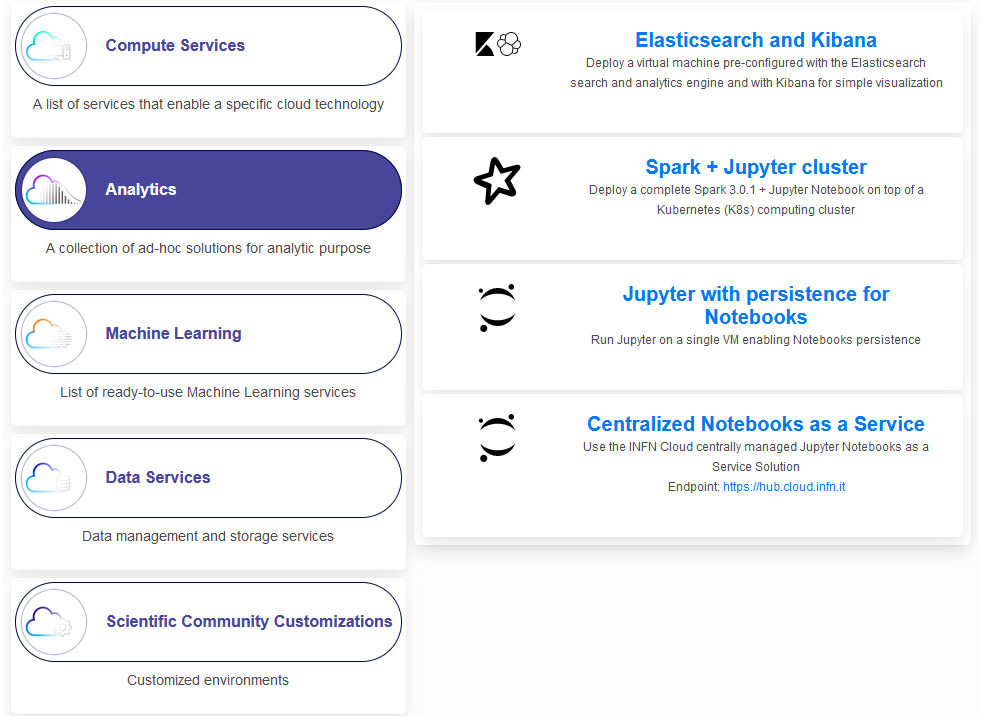 Compute Services
A list of services that enable a specific cloud technology
Analytics
A collection of ad-hoc solutions for analytic purpose
Machine Learning
List of ready-to-use Machine Learning services
Data Services
Data management and storage services
Scientific Community Customizations
Customized environments
Elasticsearch and Kibana
Deploy a virtual machine pre-configured with the Elasticsearch
search and analytics engine and with Kibana for simple visualization
Spark + Jupyter cluster
Deploy a complete Spark 3.0.1 + Jupyter Notebook on top of a
Kubernetes (K8s) computing cluster
Jupyter with persistence for
Notebooks
Run Jupyter on a single VM enabling Notebooks persistence
Centralized Notebooks as a Service
Use the INFN Cloud centrally managed Jupyter Notebooks as a
Service Solution
Endpoint: https://hub.cloud.infn.it